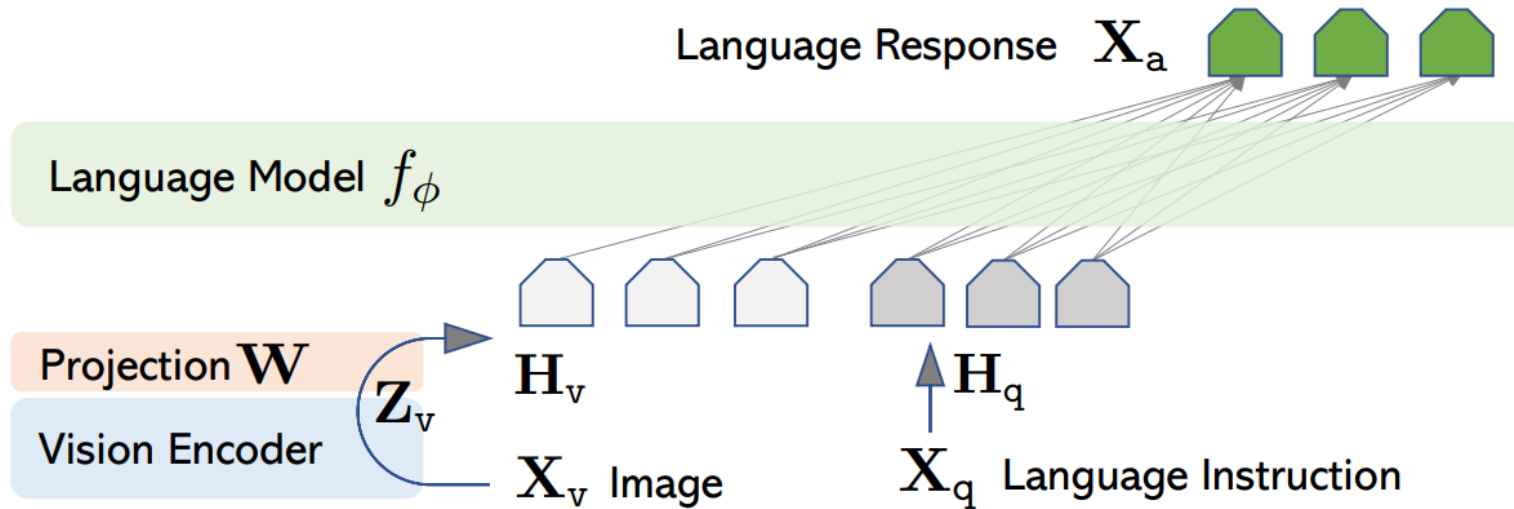 Language Response X_a
Language Model f_ϕ
Projection W
Z_v
H_v
H_q
Vision Encoder
X_v Image
X_q Language Instruction